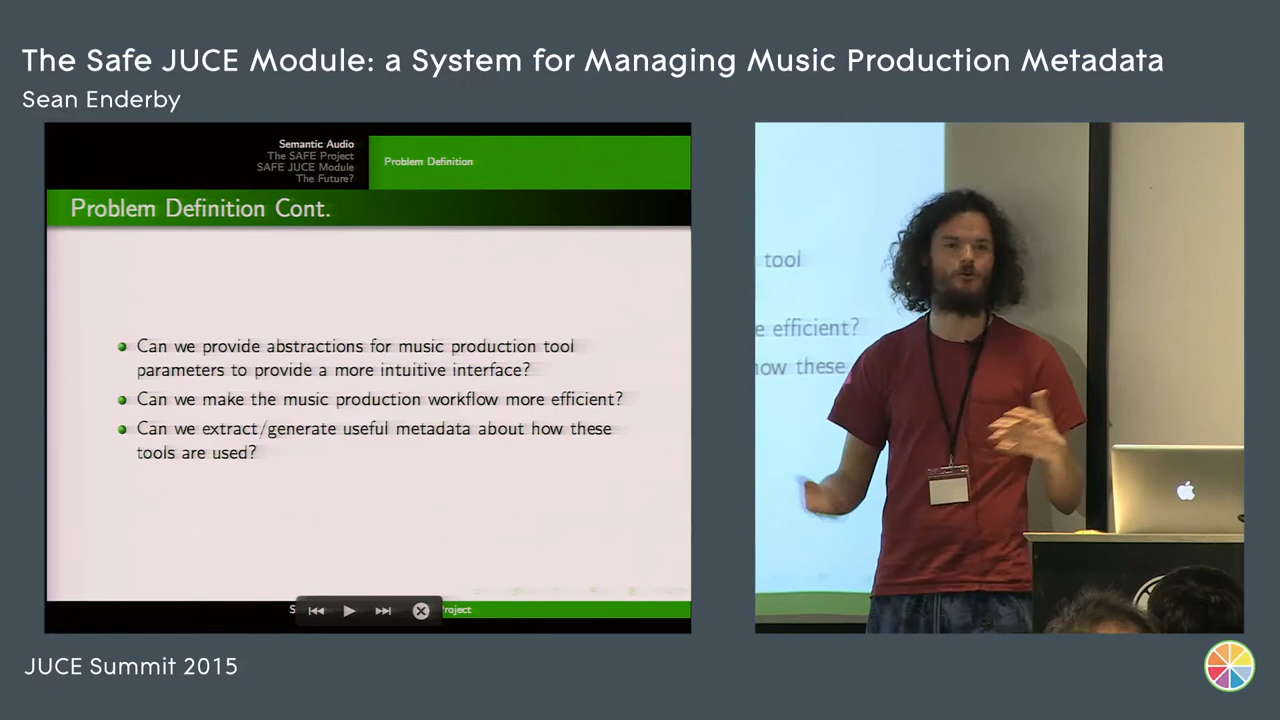 The Safe JUCE Module: a System for Managing Music Production Metadata
Sean Enderby
Semantic Audio
The SAFE Project
SAFE JUCE Module
The Future?
Problem Definition
Problem Definition Cont.
Can we provide abstractions for music production tool
parameters to provide a more intuitive interface?
Can we make the music production workflow more efficient?
Can we extract/generate useful metadata about how these
tools are used?
tool
efficient?
how these
JUCE Summit 2015